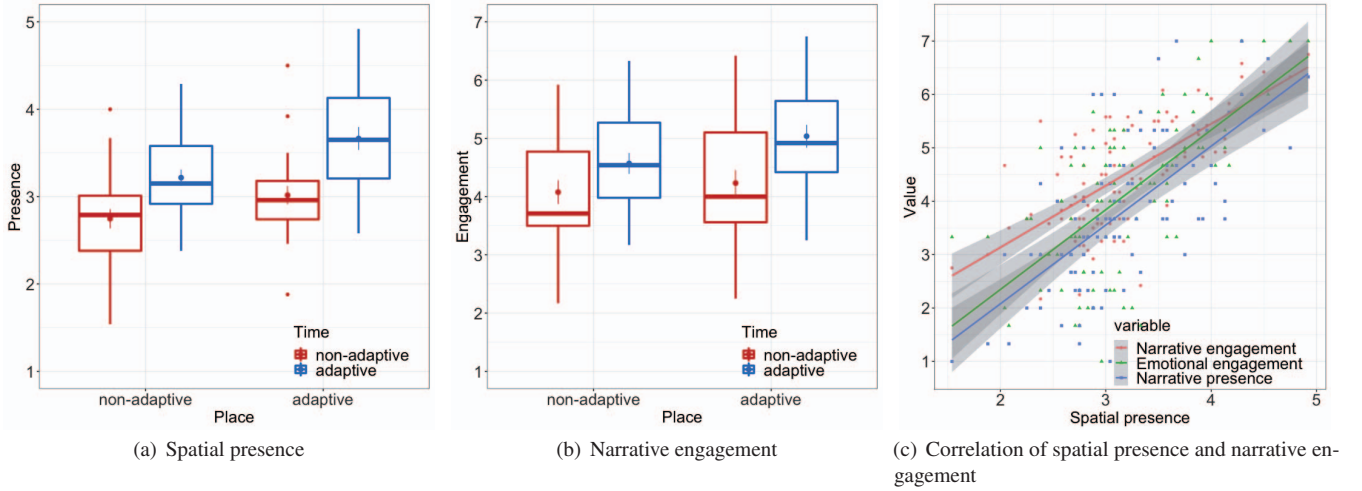 5
4
3
2
1
Presence
non-adaptive
adaptive
Place
Time
non-adaptive
adaptive
(a) Spatial presence
7
6
5
4
3
2
1
Engagement
non-adaptive
adaptive
Place
Time
non-adaptive
adaptive
(b) Narrative engagement
7
6
5
4
3
2
1
Value
2
3
4
5
Spatial presence
variable
Narrative engagement
Emotional engagement
Narrative presence
(c) Correlation of spatial presence and narrative en-
gagement